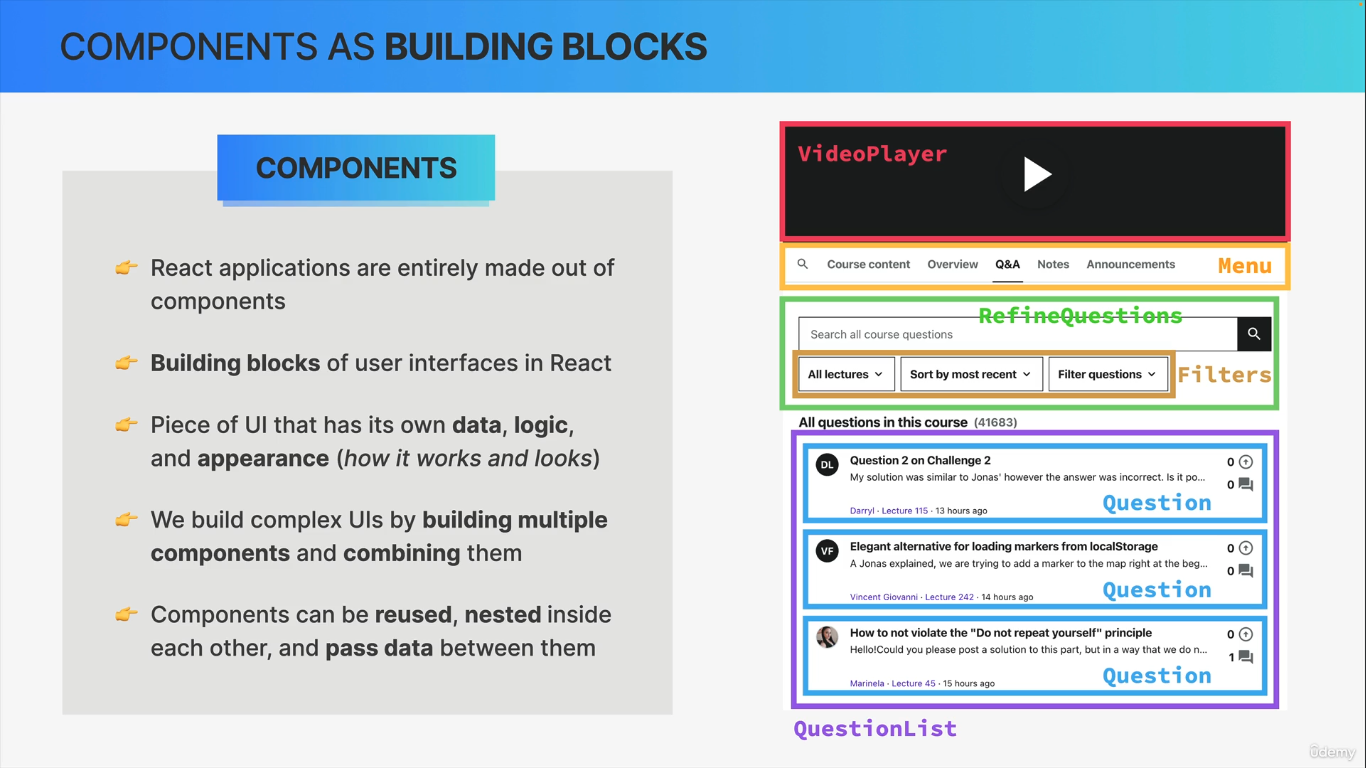 COMPONENTS AS BUILDING BLOCKS
COMPONENTS
👉 React applications are entirely made out of
components
👉 Building blocks of user interfaces in React
👉 Piece of UI that has its own data, logic,
and appearance (how it works and looks)
👉 We build complex UIs by building multiple
components and combining them
👉 Components can be reused, nested inside
each other, and pass data between them
VideoPlayer
Course content Overview Q&A Notes Announcements Menu
RefineQuestions
Search all course questions
All lectures Sort by most recent Filter questions Filters
All questions in this course (41683)
DL Question 2 on Challenge 2 0
My solution was similar to Jonas' however the answer was incorrect. Is it po... 0
Question
Darryl · Lecture 115 · 13 hours ago
VF Elegant alternative for loading markers from localStorage 0
A Jonas explained, we are trying to add a marker to the map right at the beg... 0
Question
Vincent Giovanni · Lecture 242 · 14 hours ago
How to not violate the "Do not repeat yourself" principle 0
Hello!Could you please post a solution to this part, but in a way that we do n... 1
Question
Marinela · Lecture 45 · 15 hours ago
QuestionList
ûdemy